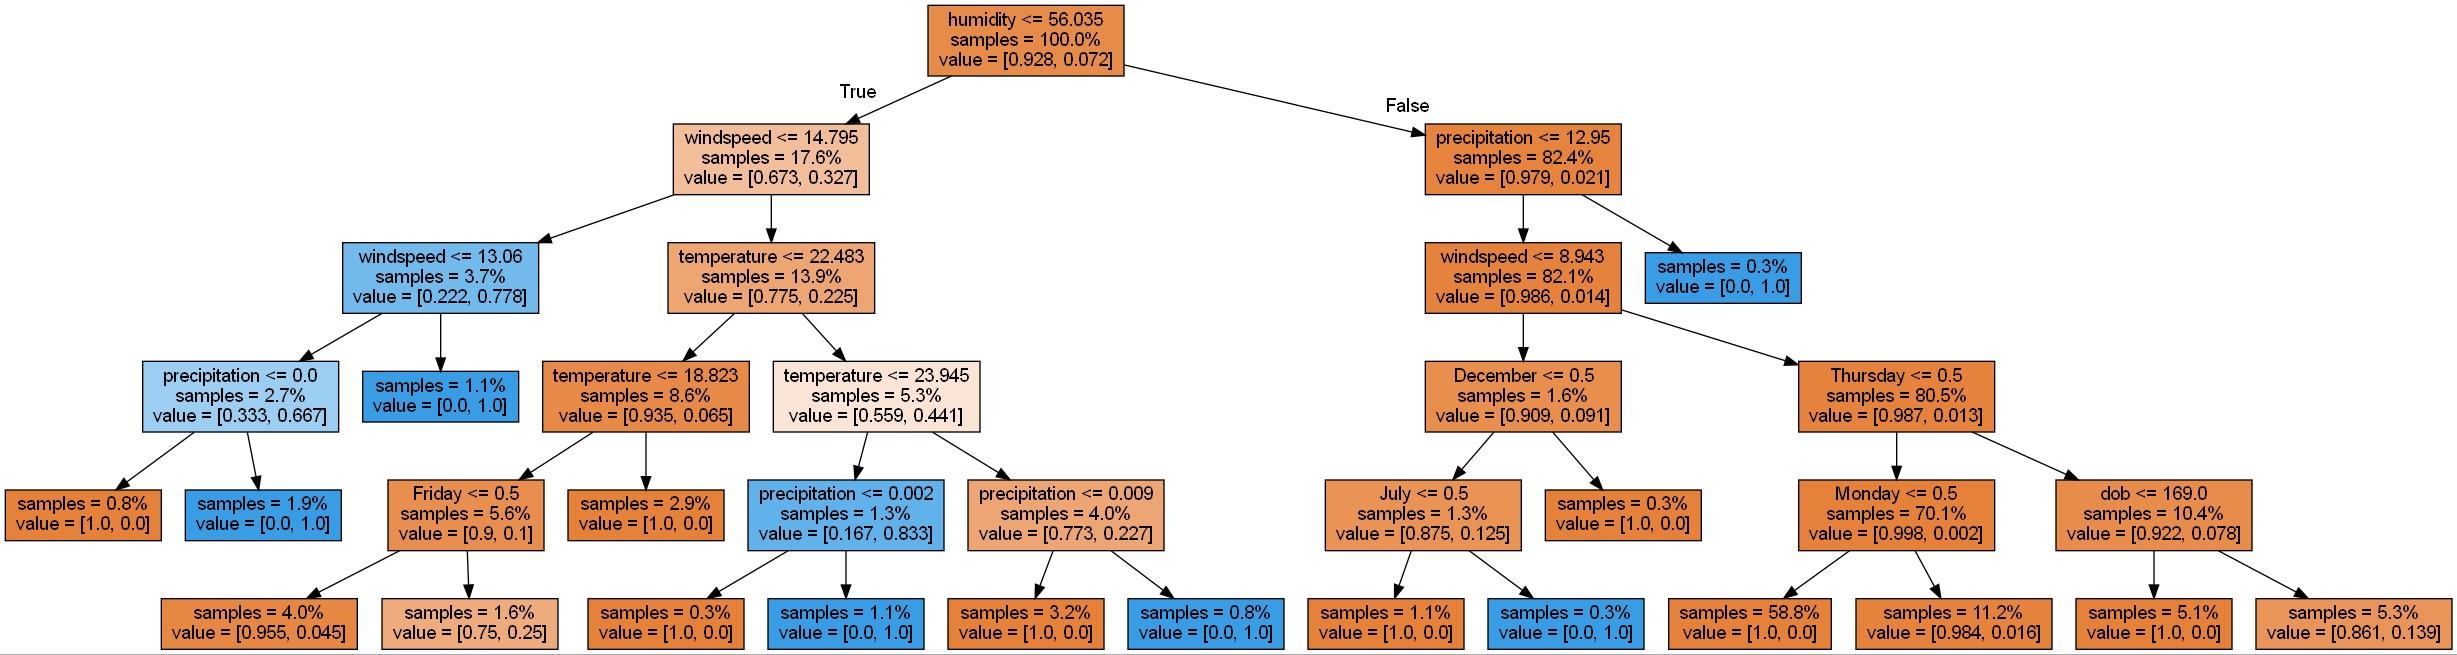 humidity <= 56.035
samples = 100.0%
value = [0.928, 0.072]
True
False
windspeed <= 14.795
samples = 17.6%
value = [0.673, 0.327]
precipitation <= 12.95
samples = 82.4%
value = [0.979, 0.021]
windspeed <= 13.06
samples = 3.7%
value = [0.222, 0.778]
temperature <= 22.483
samples = 13.9%
value = [0.775, 0.225]
windspeed <= 8.943
samples = 82.1%
value = [0.986, 0.014]
samples = 0.3%
value = [0.0, 1.0]
precipitation <= 0.0
samples = 2.7%
value = [0.333, 0.667]
samples = 1.1%
value = [0.0, 1.0]
temperature <= 18.823
samples = 8.6%
value = [0.935, 0.065]
temperature <= 23.945
samples = 5.3%
value = [0.559, 0.441]
December <= 0.5
samples = 1.6%
value = [0.909, 0.091]
Thursday <= 0.5
samples = 80.5%
value = [0.987, 0.013]
samples = 0.8%
value = [1.0, 0.0]
samples = 1.9%
value = [0.0, 1.0]
Friday <= 0.5
samples = 5.6%
value = [0.9, 0.1]
samples = 2.9%
value = [1.0, 0.0]
precipitation <= 0.002
samples = 1.3%
value = [0.167, 0.833]
precipitation <= 0.009
samples = 4.0%
value = [0.773, 0.227]
July <= 0.5
samples = 1.3%
value = [0.875, 0.125]
samples = 0.3%
value = [1.0, 0.0]
Monday <= 0.5
samples = 70.1%
value = [0.998, 0.002]
dob <= 169.0
samples = 10.4%
value = [0.922, 0.078]
samples = 4.0%
value = [0.955, 0.045]
samples = 1.6%
value = [0.75, 0.25]
samples = 0.3%
value = [1.0, 0.0]
samples = 1.1%
value = [0.0, 1.0]
samples = 3.2%
value = [1.0, 0.0]
samples = 0.8%
value = [0.0, 1.0]
samples = 1.1%
value = [1.0, 0.0]
samples = 0.3%
value = [0.0, 1.0]
samples = 58.8%
value = [1.0, 0.0]
samples = 11.2%
value = [0.984, 0.016]
samples = 5.1%
value = [1.0, 0.0]
samples = 5.3%
value = [0.861, 0.139]